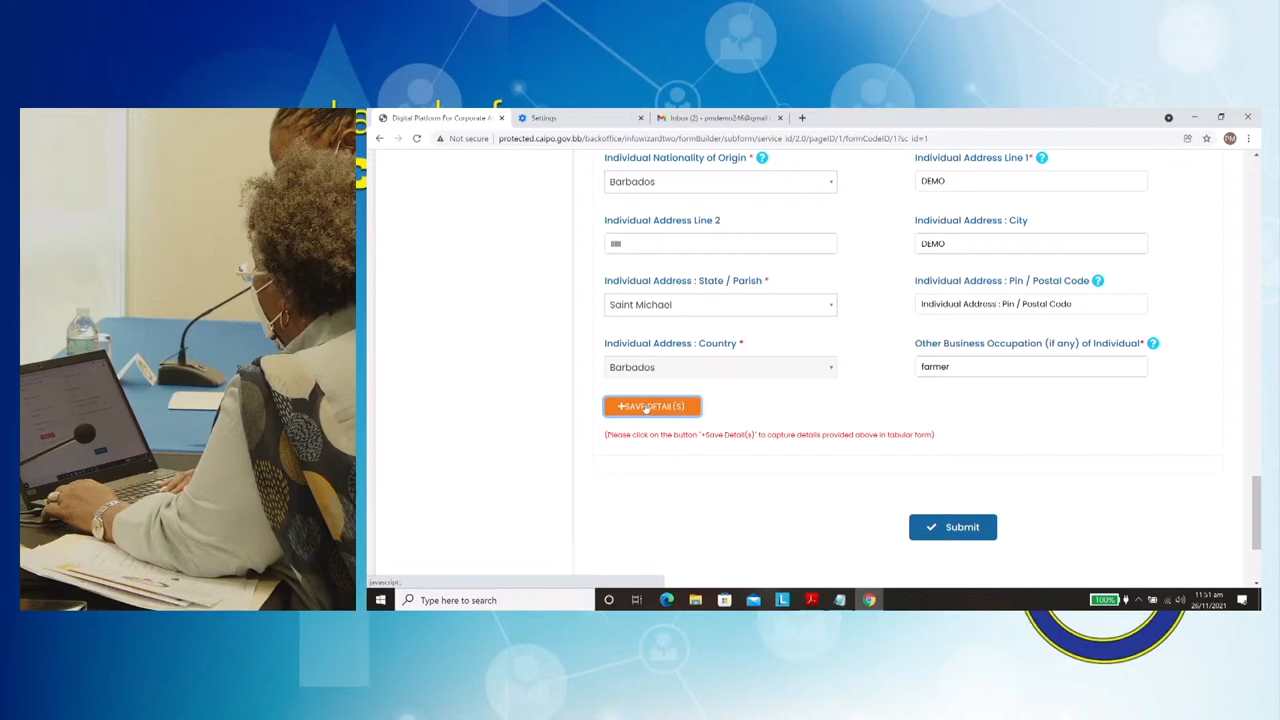 Digital Platform For Corporate A
Settings
Inbox (2) - pmdemo246@gmail.
Not secure
protected.caipo.gov.bb/backoffice/infowizardtwo/formBuilder/subform/service_id/2.0/pageID/1/formCodeID/1?sc_id=1
PM
Individual Nationality of Origin * ?
Individual Address Line 1* ?
Barbados
DEMO
Individual Address Line 2
Individual Address : City
DEMO
Individual Address : State / Parish *
Individual Address : Pin / Postal Code ?
Saint Michael
Individual Address : Pin / Postal Code
Individual Address : Country *
Other Business Occupation (if any) of Individual* ?
Barbados
farmer
+SAVE DETAIL(S)
(Please click on the button "+Save Detail(s)" to capture details provided above in tabular form)
Submit
javascript:;
Type here to search
100%
11:51 am
26/11/2021